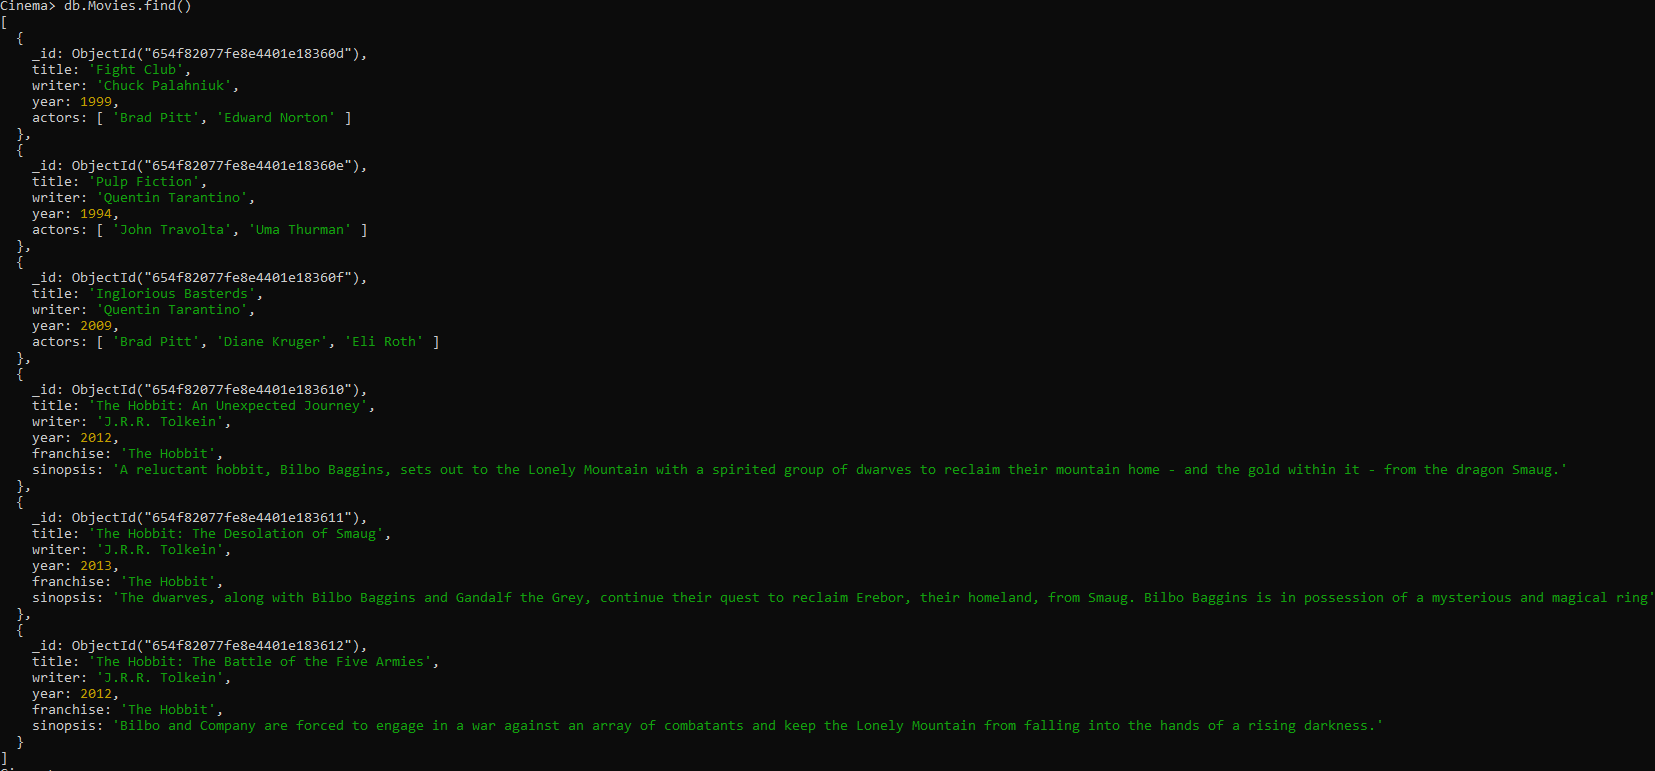 Cinema> db.Movies.find()
[
  {
    _id: ObjectId("654f82077fe8e4401e18360d"),
    title: 'Fight Club',
    writer: 'Chuck Palahniuk',
    year: 1999,
    actors: [ 'Brad Pitt', 'Edward Norton' ]
  },
  {
    _id: ObjectId("654f82077fe8e4401e18360e"),
    title: 'Pulp Fiction',
    writer: 'Quentin Tarantino',
    year: 1994,
    actors: [ 'John Travolta', 'Uma Thurman' ]
  },
  {
    _id: ObjectId("654f82077fe8e4401e18360f"),
    title: 'Inglorious Basterds',
    writer: 'Quentin Tarantino',
    year: 2009,
    actors: [ 'Brad Pitt', 'Diane Kruger', 'Eli Roth' ]
  },
  {
    _id: ObjectId("654f82077fe8e4401e183610"),
    title: 'The Hobbit: An Unexpected Journey',
    writer: 'J.R.R. Tolkein',
    year: 2012,
    franchise: 'The Hobbit',
    sinopsis: 'A reluctant hobbit, Bilbo Baggins, sets out to the Lonely Mountain with a spirited group of dwarves to reclaim their mountain home - and the gold within it - from the dragon Smaug.'
  },
  {
    _id: ObjectId("654f82077fe8e4401e183611"),
    title: 'The Hobbit: The Desolation of Smaug',
    writer: 'J.R.R. Tolkein',
    year: 2013,
    franchise: 'The Hobbit',
    sinopsis: 'The dwarves, along with Bilbo Baggins and Gandalf the Grey, continue their quest to reclaim Erebor, their homeland, from Smaug. Bilbo Baggins is in possession of a mysterious and magical ring'
  },
  {
    _id: ObjectId("654f82077fe8e4401e183612"),
    title: 'The Hobbit: The Battle of the Five Armies',
    writer: 'J.R.R. Tolkein',
    year: 2012,
    franchise: 'The Hobbit',
    sinopsis: 'Bilbo and Company are forced to engage in a war against an array of combatants and keep the Lonely Mountain from falling into the hands of a rising darkness.'
  }
]